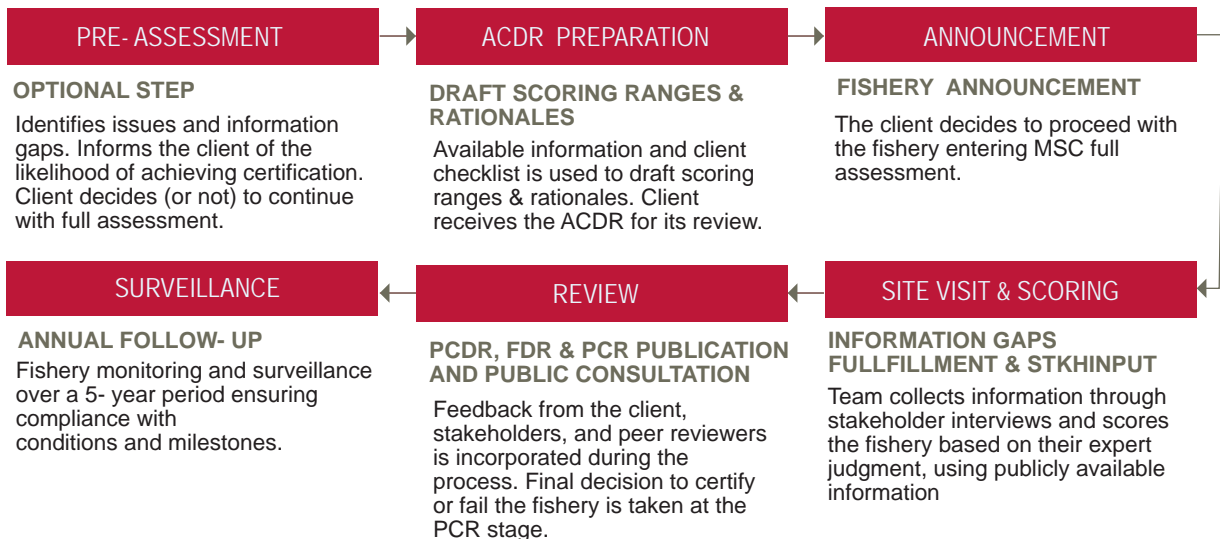 PRE- ASSESSMENT
OPTIONAL STEP
Identifies issues and information
gaps. Informs the client of the
likelihood of achieving certification.
Client decides (or not) to continue
with full assessment.
ACDR PREPARATION
DRAFT SCORING RANGES &
RATIONALES
Available information and client
checklist is used to draft scoring
ranges & rationales. Client
receives the ACDR for its review.
ANNOUNCEMENT
FISHERY ANNOUNCEMENT
The client decides to proceed with
the fishery entering MSC full
assessment.
SITE VISIT & SCORING
INFORMATION GAPS
FULLFILLMENT & STKHINPUT
Team collects information through
stakeholder interviews and scores
the fishery based on their expert
judgment, using publicly available
information
REVIEW
PCDR, FDR & PCR PUBLICATION
AND PUBLIC CONSULTATION
Feedback from the client,
stakeholders, and peer reviewers
is incorporated during the
process. Final decision to certify
or fail the fishery is taken at the
PCR stage.
SURVEILLANCE
ANNUAL FOLLOW- UP
Fishery monitoring and surveillance
over a 5- year period ensuring
compliance with
conditions and milestones.